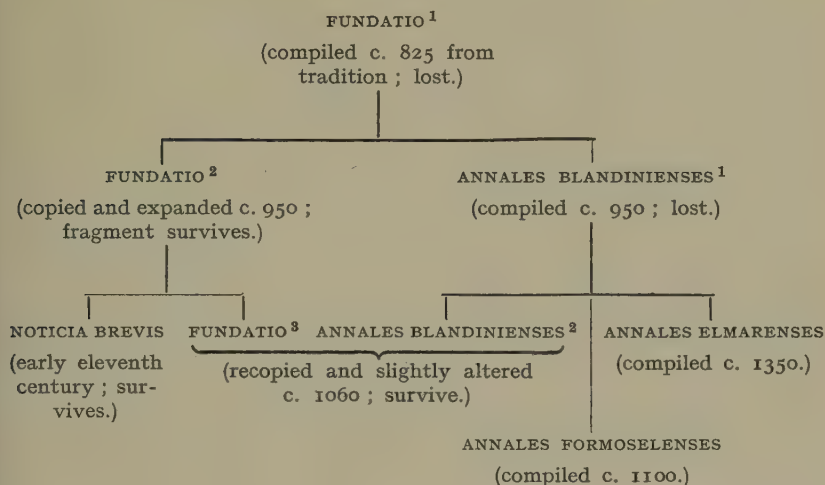 FUNDATIO¹
(compiled c. 825 from
tradition ; lost.)
FUNDATIO²
(copied and expanded c. 950 ;
fragment survives.)
ANNALES BLANDINIENSES¹
(compiled c. 950 ; lost.)
NOTICIA BREVIS
(early eleventh
century ; sur-
vives.)
FUNDATIO³ ANNALES BLANDINIENSES²
(recopied and slightly altered
c. 1060 ; survive.)
ANNALES ELMARENSES
(compiled c. 1350.)
ANNALES FORMOSELENSES
(compiled c. 1100.)